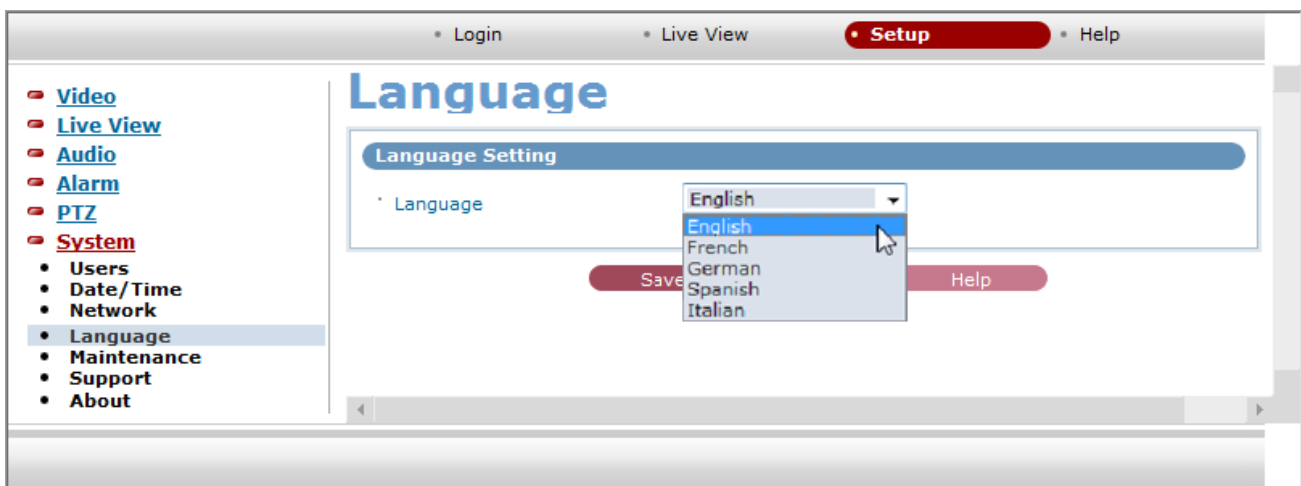 Login Live View Setup Help
Video
Live View
Audio
Alarm
PTZ
System
Users
Date/Time
Network
Language
Maintenance
Support
About
Language
Language Setting
Language English
English
French
German
Spanish
Italian
Save Help